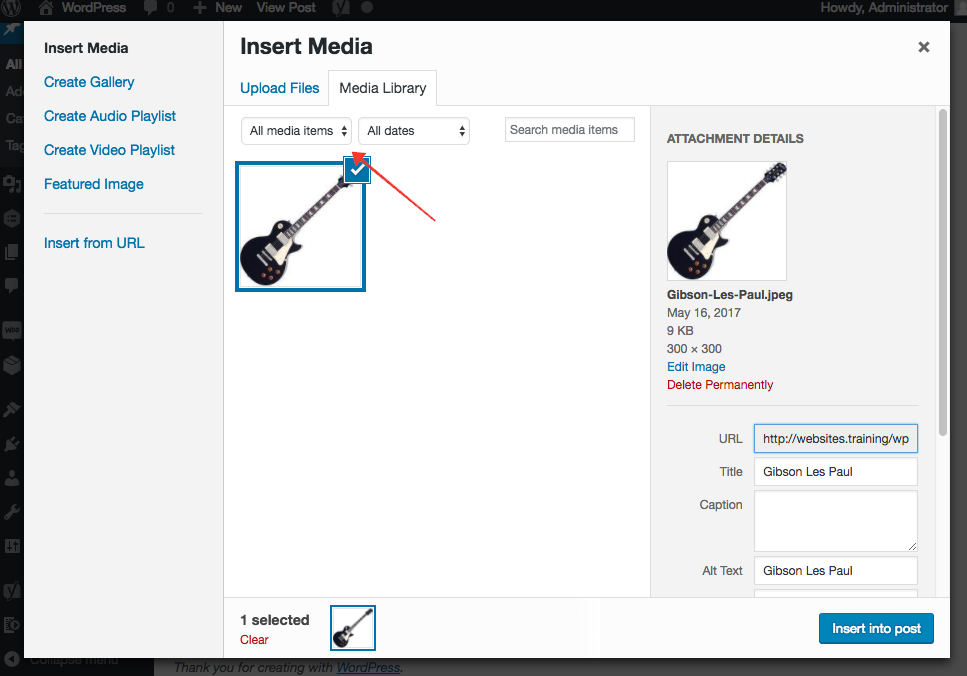 WordPress
0
New
View Post
Howdy, Administrator
All
Insert Media
Create Gallery
Create Audio Playlist
Create Video Playlist
Featured Image
Insert from URL
Insert Media
Upload Files
Media Library
All media items
All dates
Search media items
ATTACHMENT DETAILS
Gibson-Les-Paul.jpeg
May 16, 2017
9 KB
300 × 300
Edit Image
Delete Permanently
URL
http://websites.training/wp
Title
Gibson Les Paul
Caption
Alt Text
Gibson Les Paul
1 selected
Clear
Insert into post
Collapse menu
Thank you for creating with WordPress.